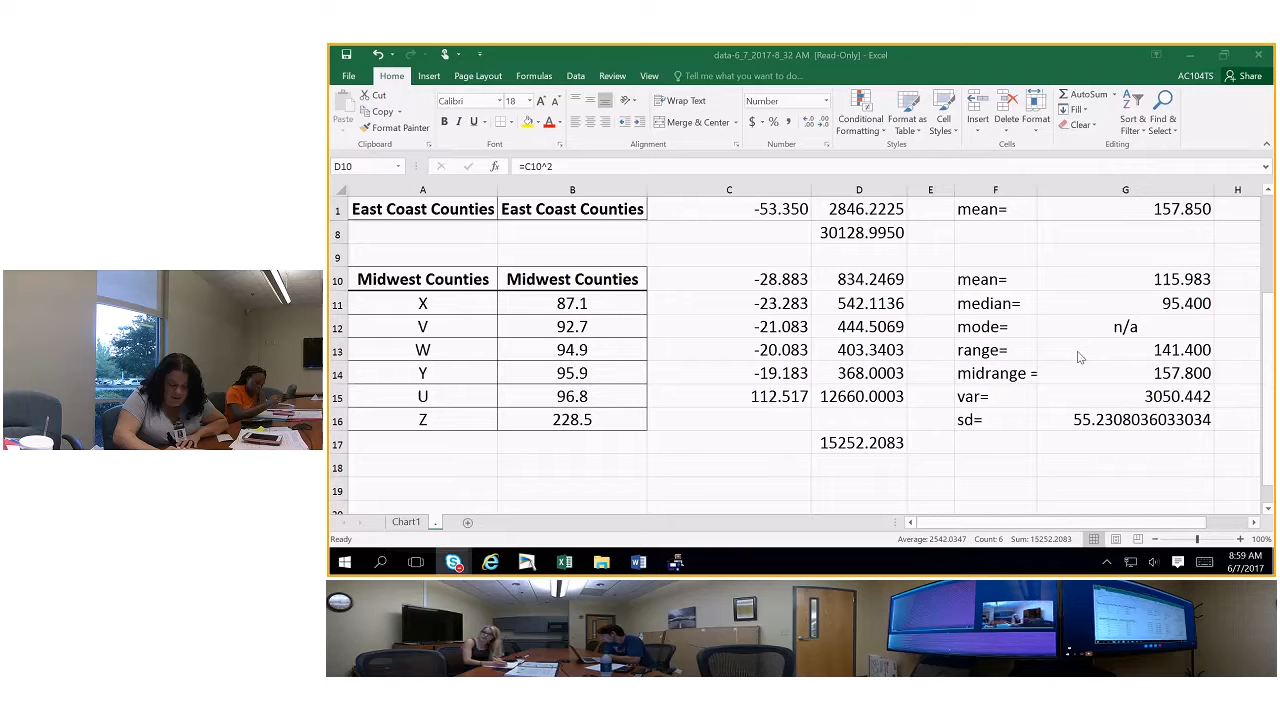 data-6_7_2017-8_32 AM [Read-Only] - Excel
File Home Insert Page Layout Formulas Data Review View Tell me what you want to do... AC104TS Share
Paste Cut Calibri 18 Wrap Text Number Conditional Format as Cell Insert Delete Format AutoSum Sort & Find &
Copy B I U Merge & Center $ % Formatting Table Styles Fill Filter Select
Format Painter Clear
Clipboard Font Alignment Number Styles Cells Editing
D10 fx =C10^2
A B C D E F G H
1 East Coast Counties East Coast Counties -53.350 2846.2225 mean= 157.850
8 30128.9950
9
10 Midwest Counties Midwest Counties -28.883 834.2469 mean= 115.983
11 X 87.1 -23.283 542.1136 median= 95.400
12 V 92.7 -21.083 444.5069 mode= n/a
13 W 94.9 -20.083 403.3403 range= 141.400
14 Y 95.9 -19.183 368.0003 midrange = 157.800
15 U 96.8 112.517 12660.0003 var= 3050.442
16 Z 228.5 sd= 55.2308036033034
17 15252.2083
18
19
Chart1 .
Ready Average: 2542.0347 Count: 6 Sum: 15252.2083 100%
8:59 AM
6/7/2017